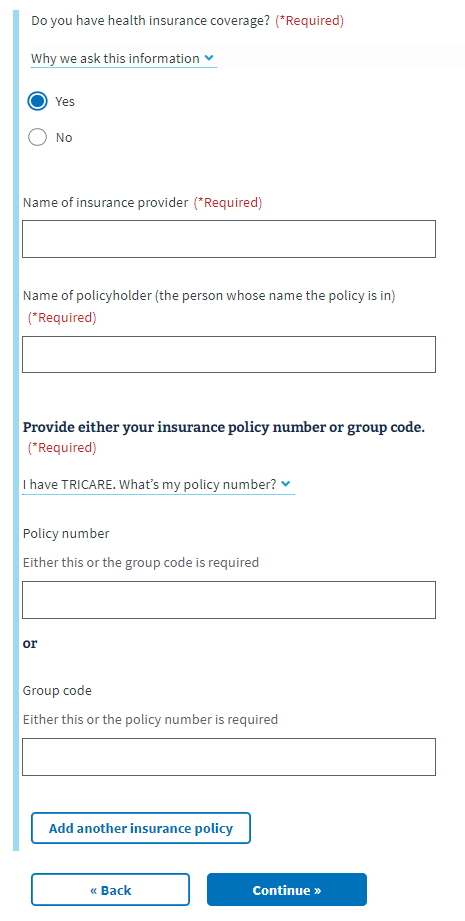 Do you have health insurance coverage? (*Required)
Why we ask this information
Yes
No
Name of insurance provider (*Required)
Name of policyholder (the person whose name the policy is in)
(*Required)
Provide either your insurance policy number or group code.
(*Required)
I have TRICARE. What's my policy number?
Policy number
Either this or the group code is required
or
Group code
Either this or the policy number is required
Add another insurance policy
« Back
Continue »